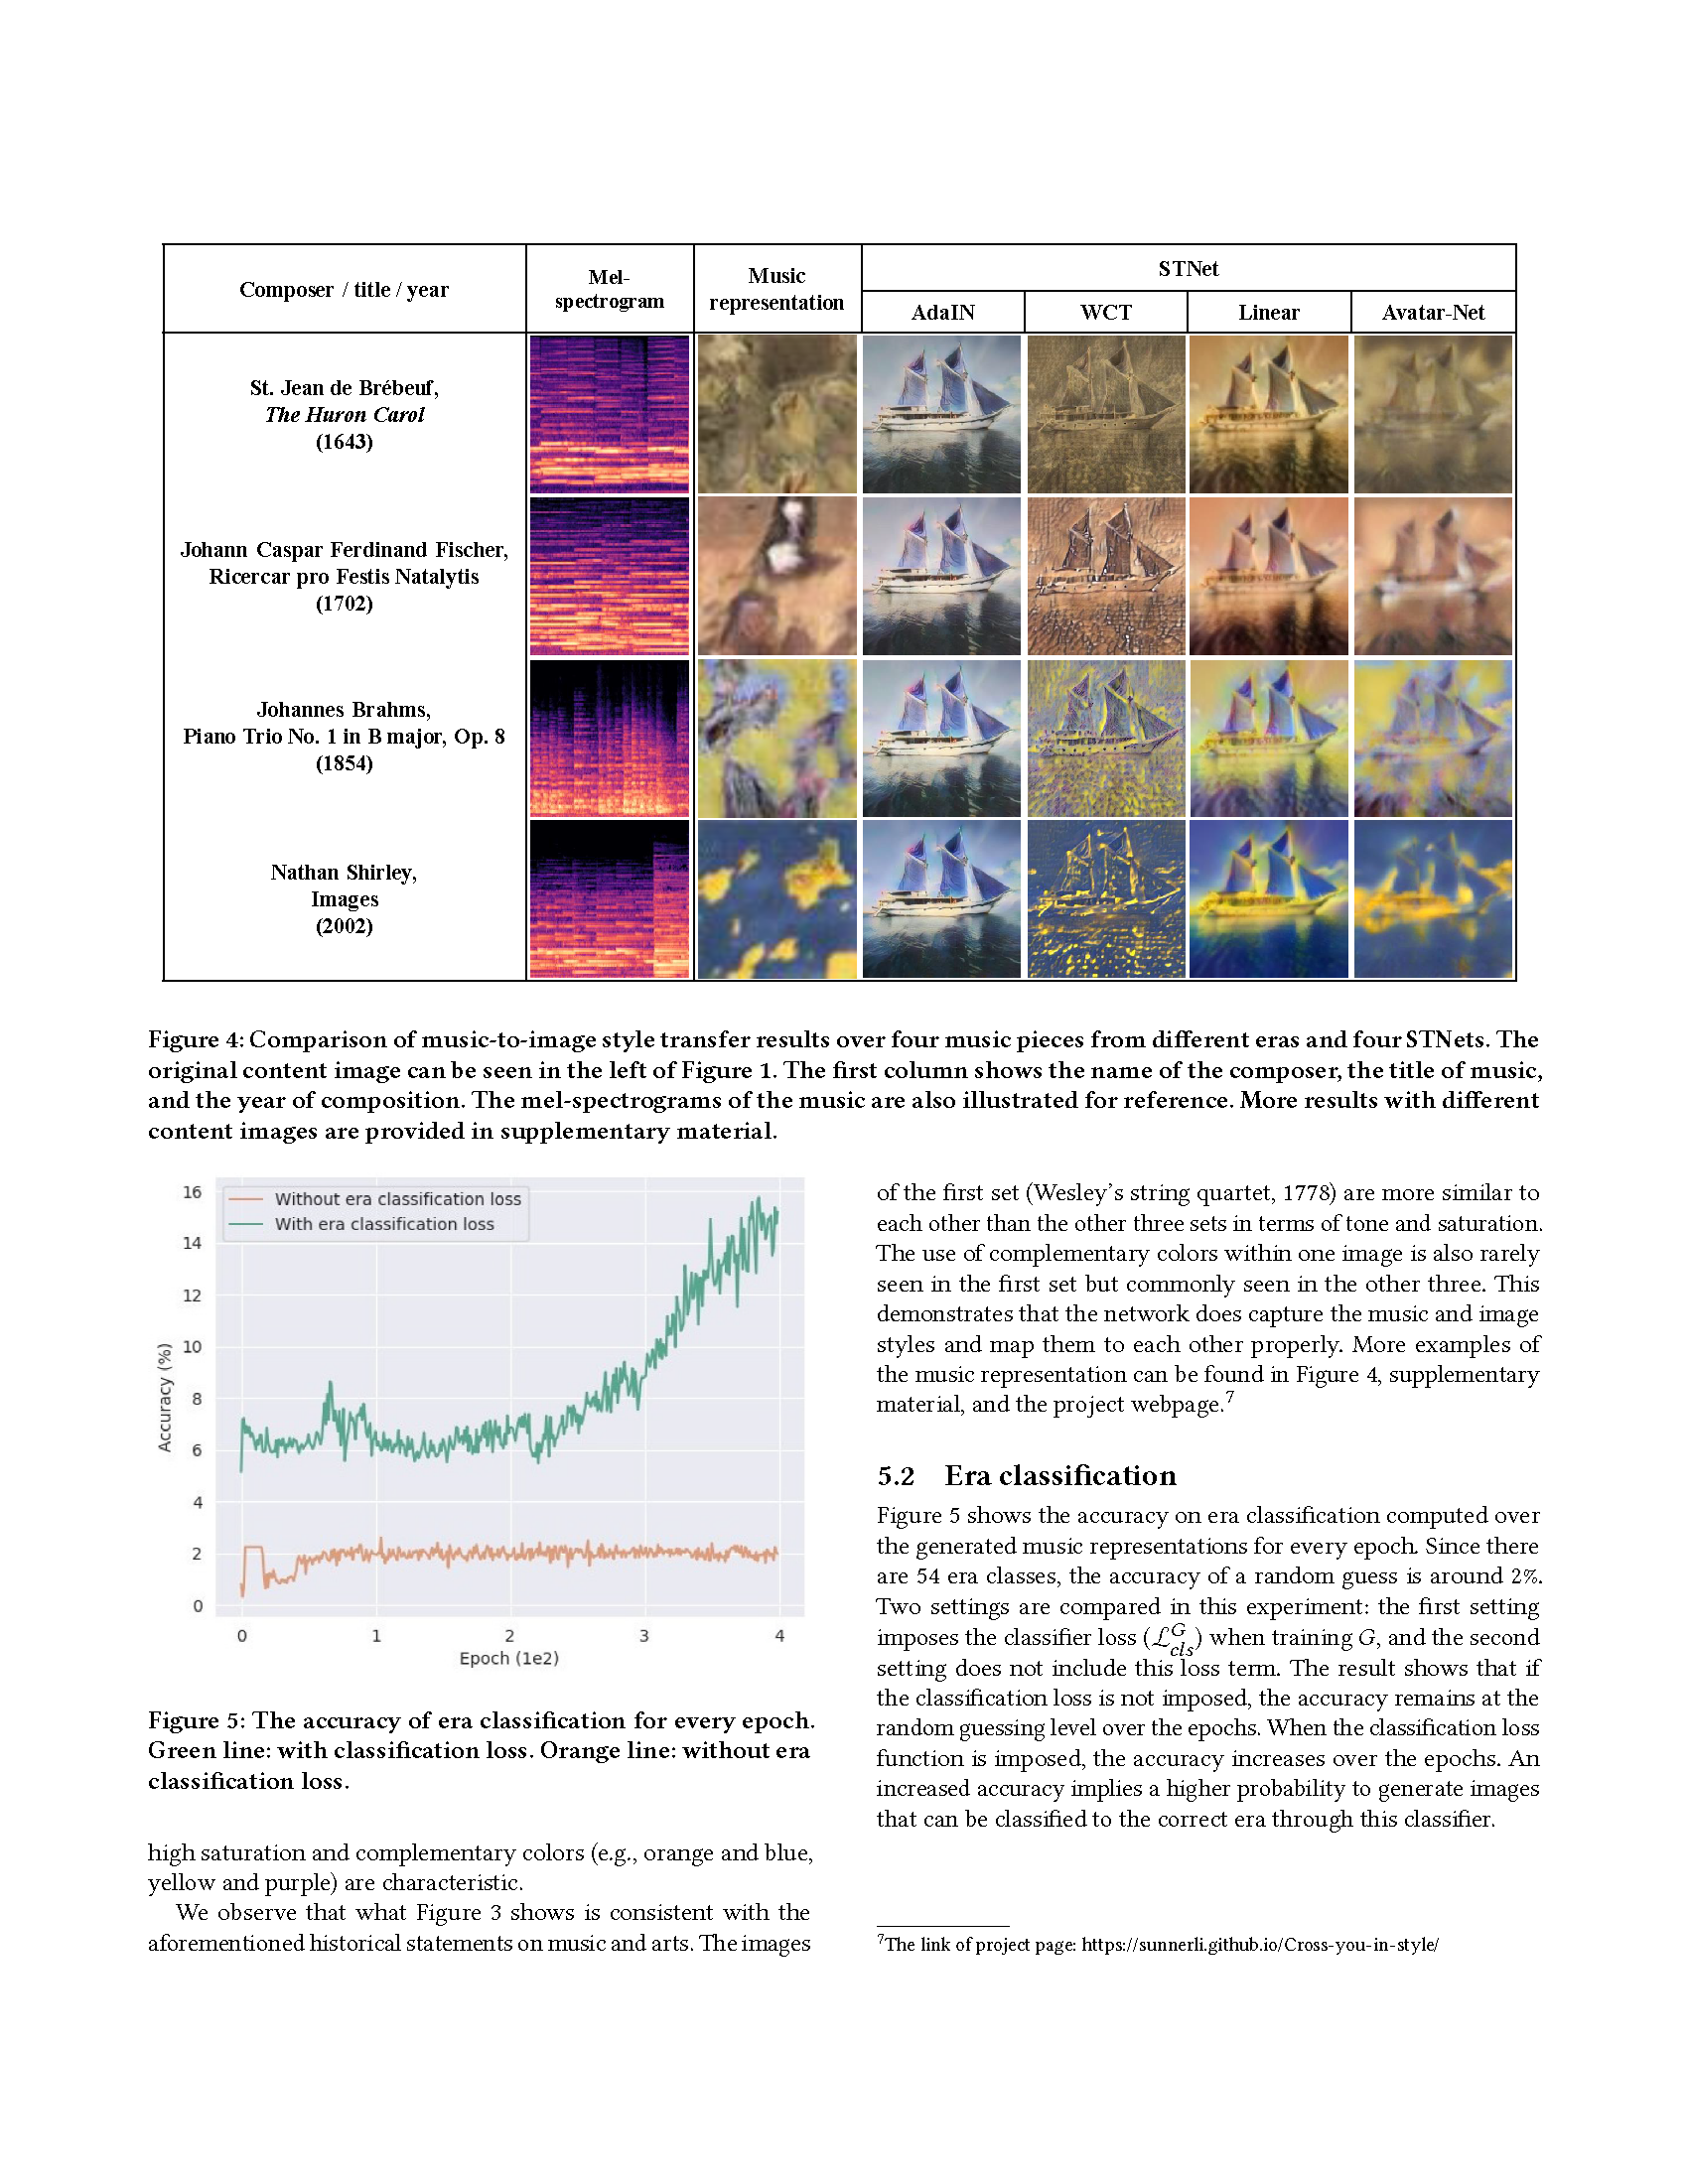 Composer / title / year
Mel-
spectrogram
Music
representation
STNet
AdaIN
WCT
Linear
Avatar-Net
St. Jean de Brébeuf,
The Huron Carol
(1643)
Johann Caspar Ferdinand Fischer,
Ricercar pro Festis Natalytis
(1702)
Johannes Brahms,
Piano Trio No. 1 in B major, Op. 8
(1854)
Nathan Shirley,
Images
(2002)
Figure 4: Comparison of music-to-image style transfer results over four music pieces from different eras and four STNets. The
original content image can be seen in the left of Figure 1. The first column shows the name of the composer, the title of music,
and the year of composition. The mel-spectrograms of the music are also illustrated for reference. More results with different
content images are provided in supplementary material.
Without era classification loss
With era classification loss
16
14
12
10
8
6
4
2
0
Accuracy (%)
0 1 2 3 4
Epoch (1e2)
Figure 5: The accuracy of era classification for every epoch.
Green line: with classification loss. Orange line: without era
classification loss.
high saturation and complementary colors (e.g., orange and blue,
yellow and purple) are characteristic.
We observe that what Figure 3 shows is consistent with the
aforementioned historical statements on music and arts. The images
of the first set (Wesley's string quartet, 1778) are more similar to
each other than the other three sets in terms of tone and saturation.
The use of complementary colors within one image is also rarely
seen in the first set but commonly seen in the other three. This
demonstrates that the network does capture the music and image
styles and map them to each other properly. More examples of
the music representation can be found in Figure 4, supplementary
material, and the project webpage.⁷
5.2 Era classification
Figure 5 shows the accuracy on era classification computed over
the generated music representations for every epoch. Since there
are 54 era classes, the accuracy of a random guess is around 2%.
Two settings are compared in this experiment: the first setting
imposes the classifier loss (ℒ^G_cls) when training G, and the second
setting does not include this loss term. The result shows that if
the classification loss is not imposed, the accuracy remains at the
random guessing level over the epochs. When the classification loss
function is imposed, the accuracy increases over the epochs. An
increased accuracy implies a higher probability to generate images
that can be classified to the correct era through this classifier.
⁷The link of project page: https://sunnerli.github.io/Cross-you-in-style/